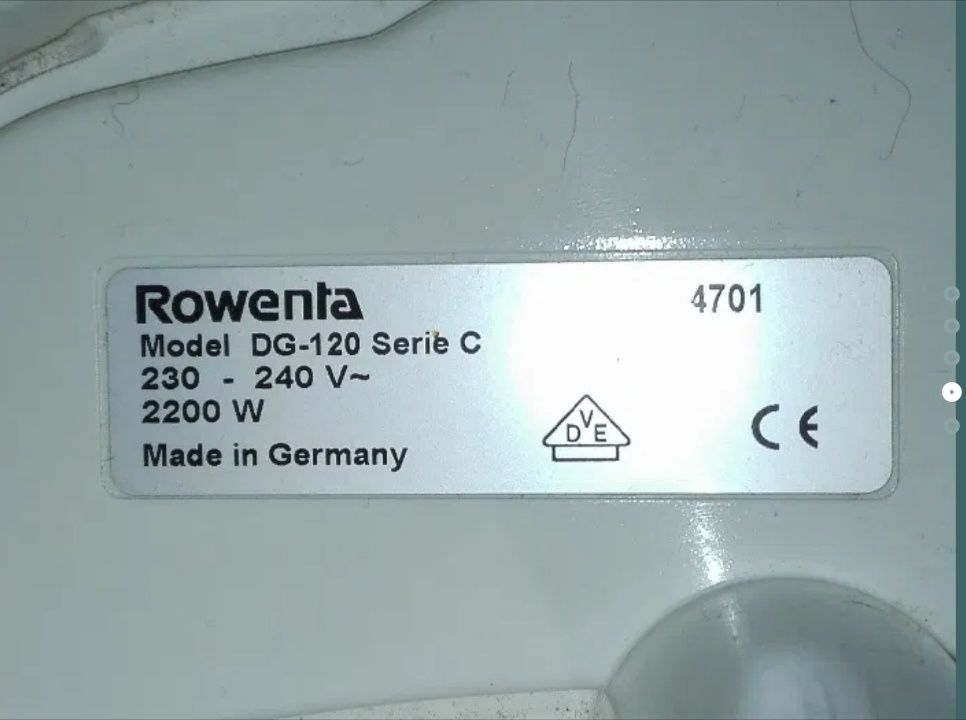 Rowenta 4701
Model DG-120 Serie C
230 - 240 V~
2200 W
Made in Germany
VDE
CE